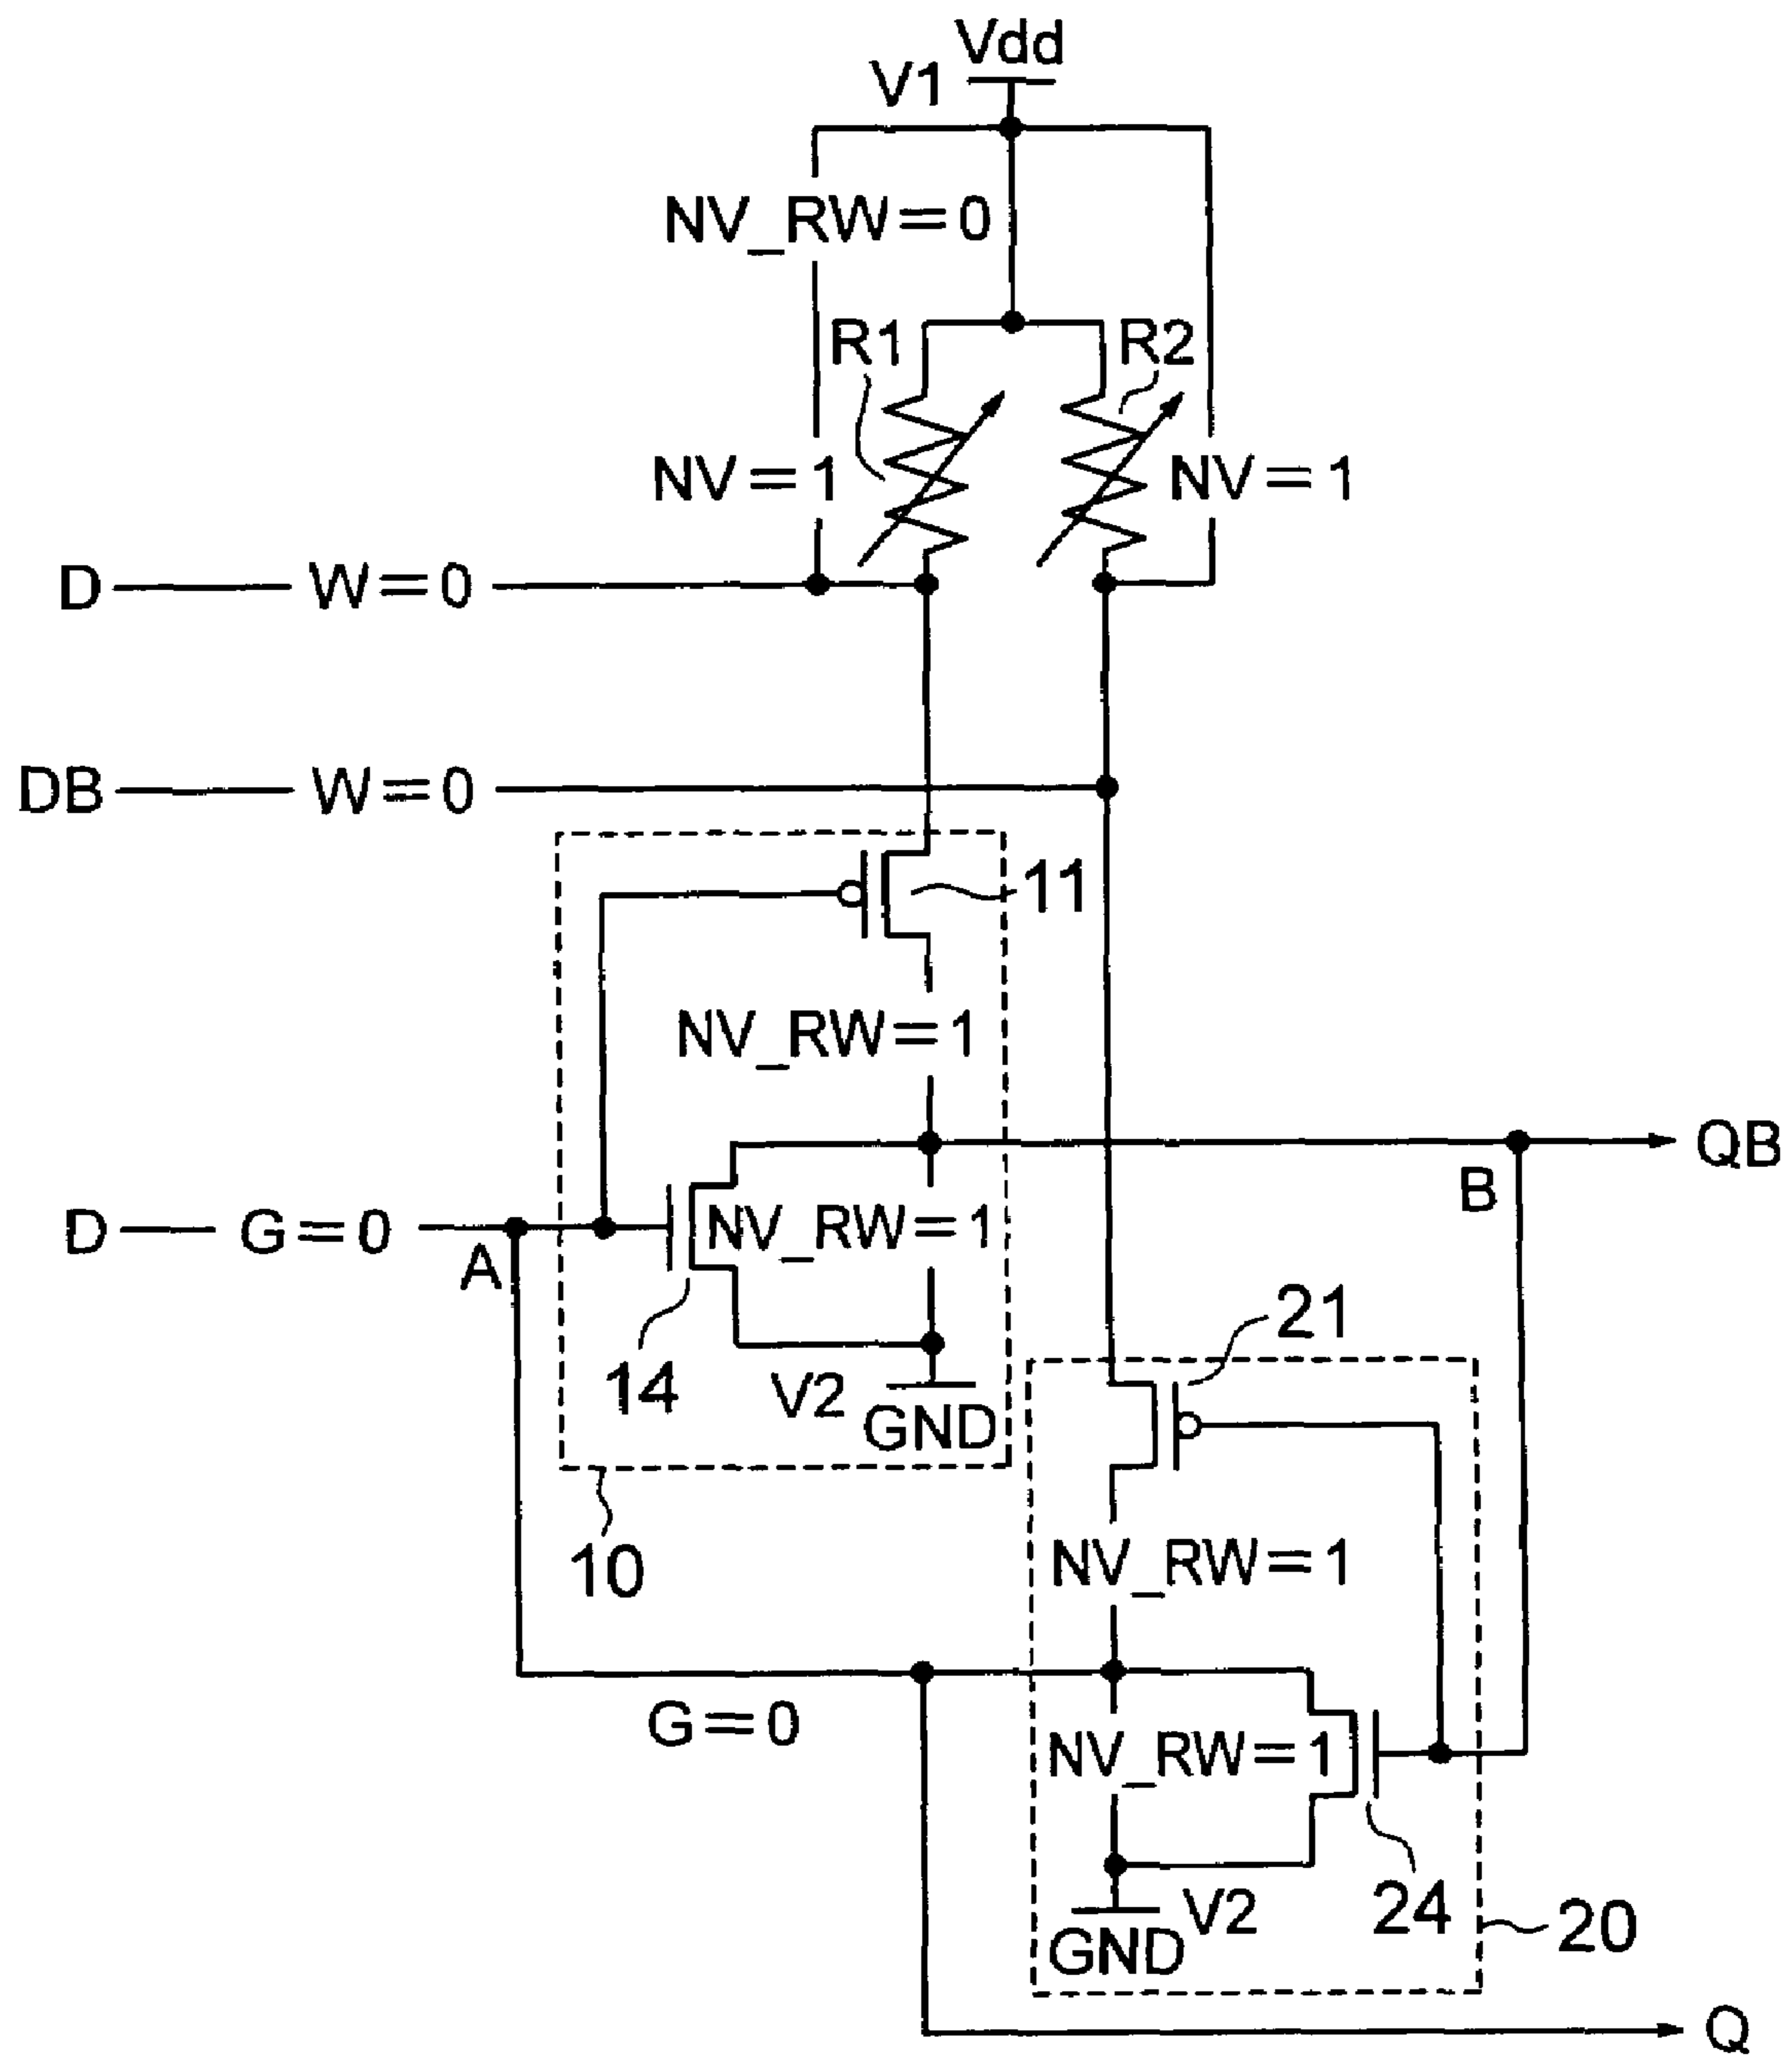 Vdd
V1
NV_RW=0
R1
R2
NV=1
NV=1
D
W=0
DB
W=0
11
NV_RW=1
QB
B
D
G=0
A
NV_RW=1
14
V2
GND
21
10
NV_RW=1
G=0
NV_RW=1
24
V2
GND
20
Q